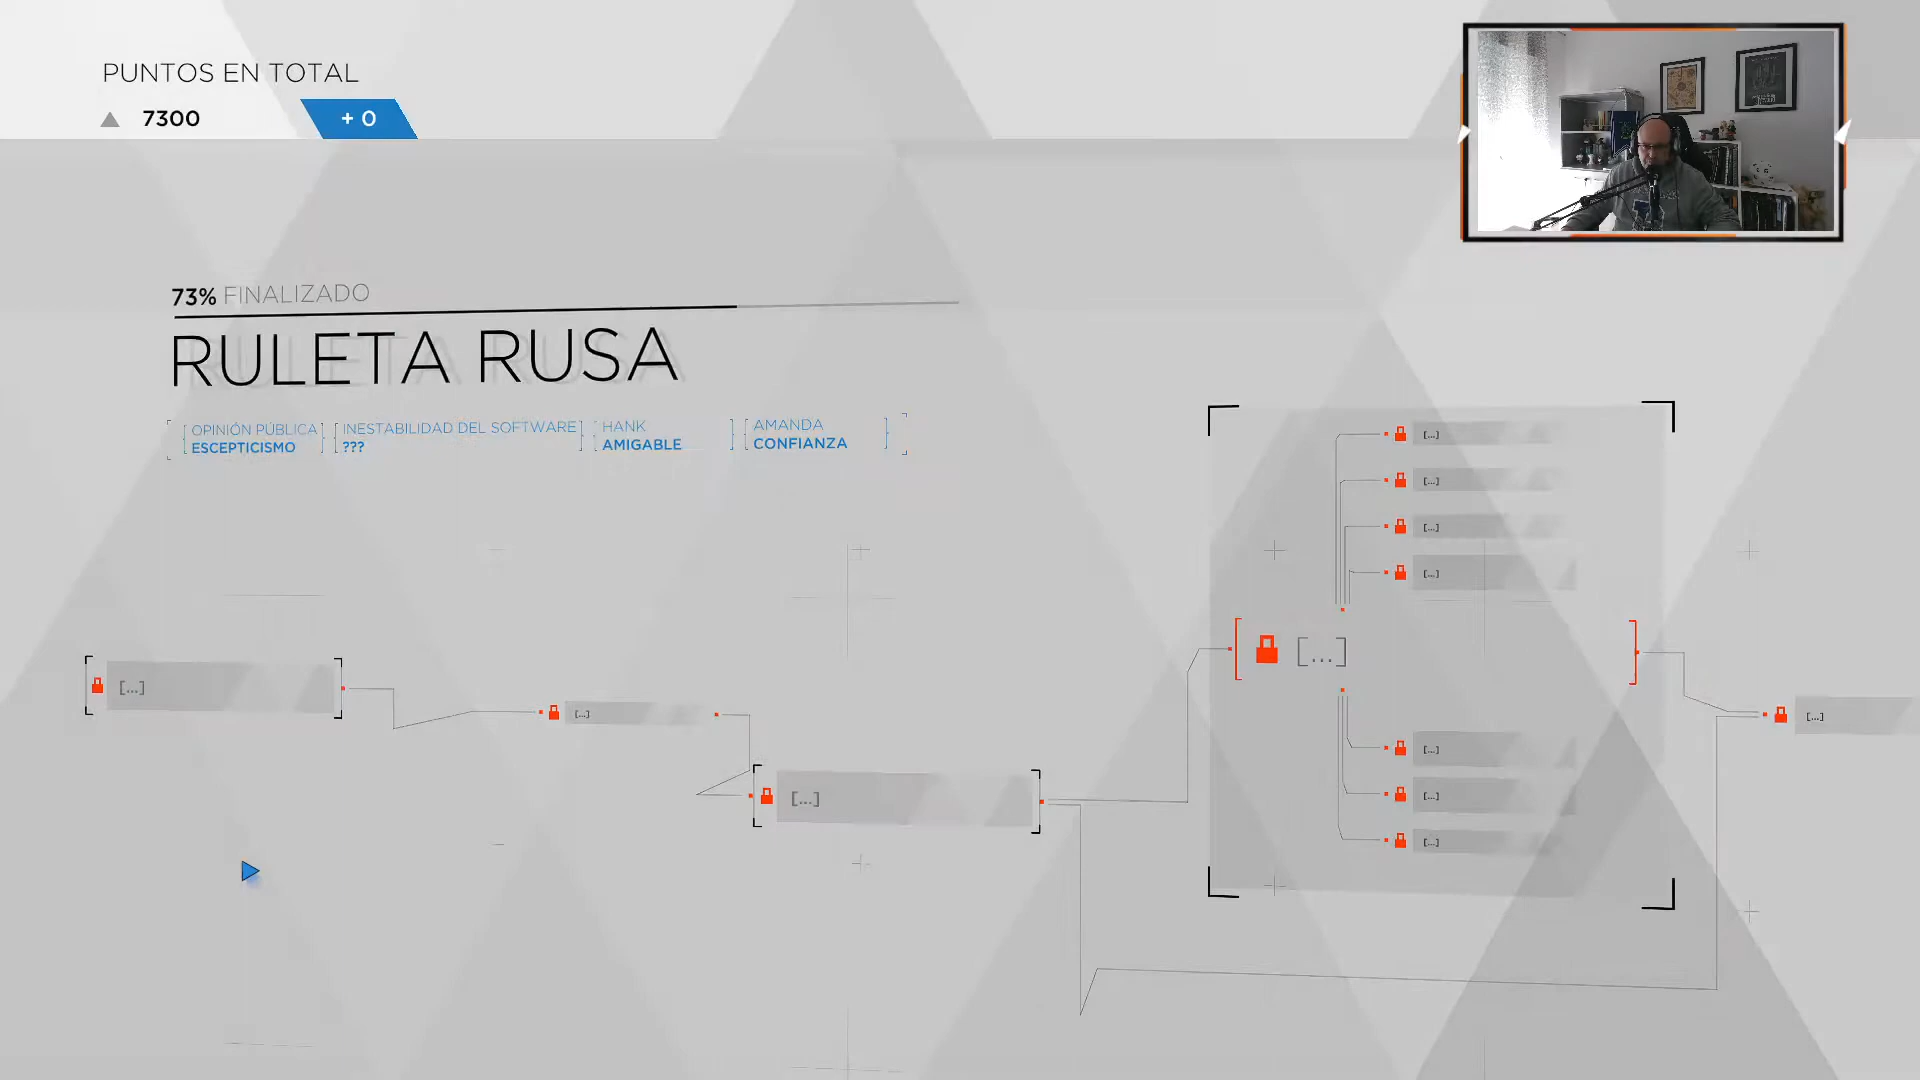 PUNTOS EN TOTAL
7300
+ 0
73% FINALIZADO
RULETA RUSA
OPINIÓN PÚBLICA
ESCEPTICISMO
INESTABILIDAD DEL SOFTWARE
???
HANK
AMIGABLE
AMANDA
CONFIANZA
[...]
[...]
[...]
[...]
[...]
[...]
[...]
[...]
[...]
[...]
[...]
[...]